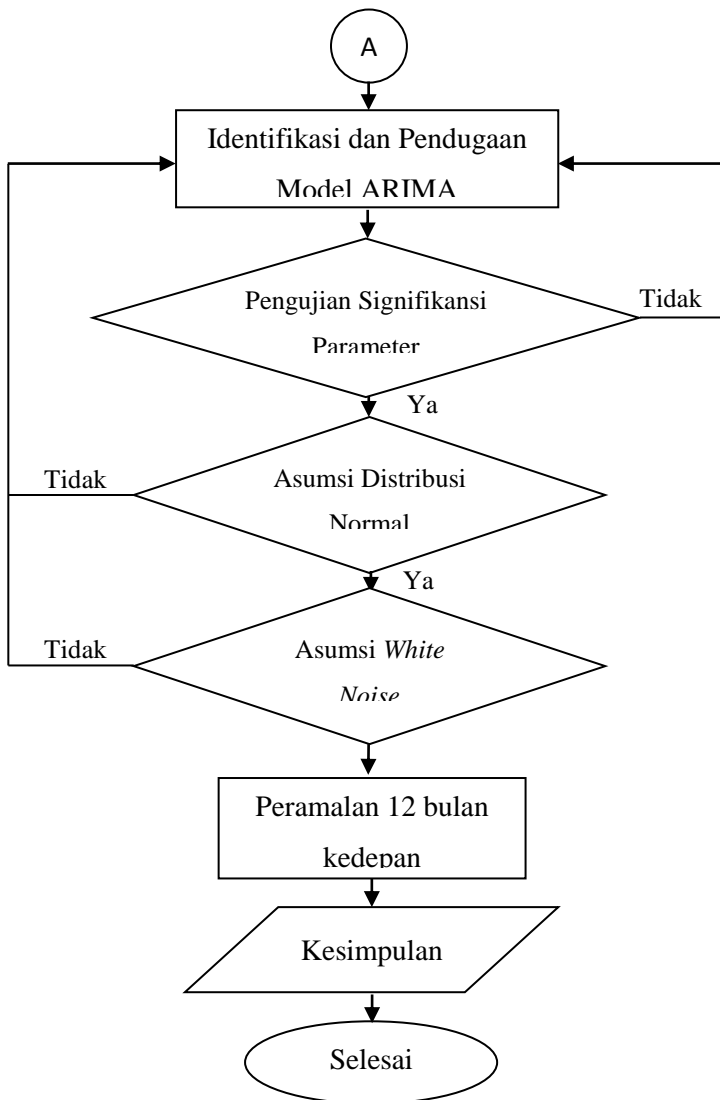 A
Identifikasi dan Pendugaan
Model ARIMA
Pengujian Signifikansi
Parameter
Tidak
Ya
Asumsi Distribusi
Normal
Tidak
Ya
Asumsi White
Noise
Tidak
Peramalan 12 bulan
kedepan
Kesimpulan
Selesai